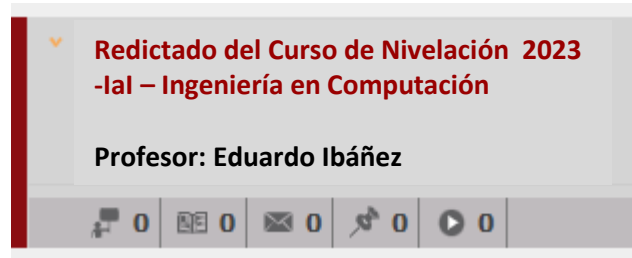 Redictado del Curso de Nivelación 2023
-IaI – Ingeniería en Computación
Profesor: Eduardo Ibáñez
0 0 0 0 0